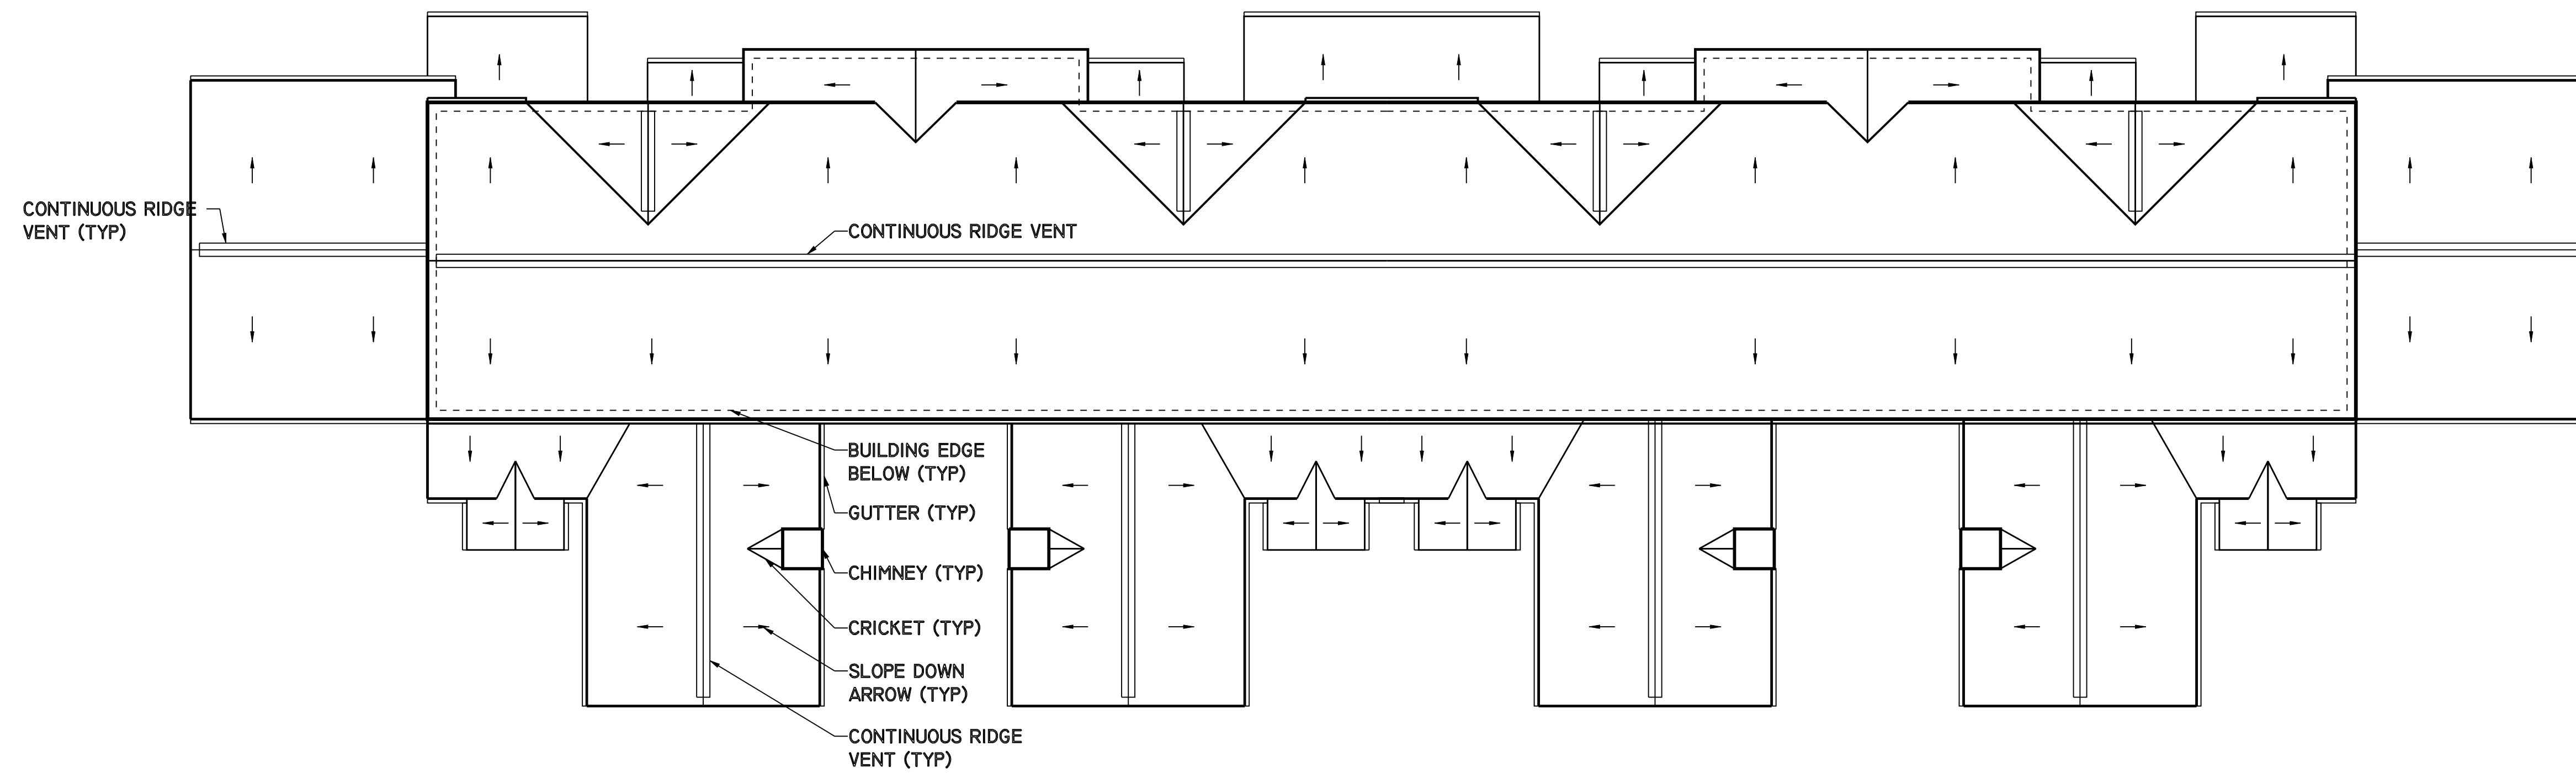 CONTINUOUS RIDGE
VENT (TYP)
CONTINUOUS RIDGE VENT
BUILDING EDGE
BELOW (TYP)
GUTTER (TYP)
CHIMNEY (TYP)
CRICKET (TYP)
SLOPE DOWN
ARROW (TYP)
CONTINUOUS RIDGE
VENT (TYP)